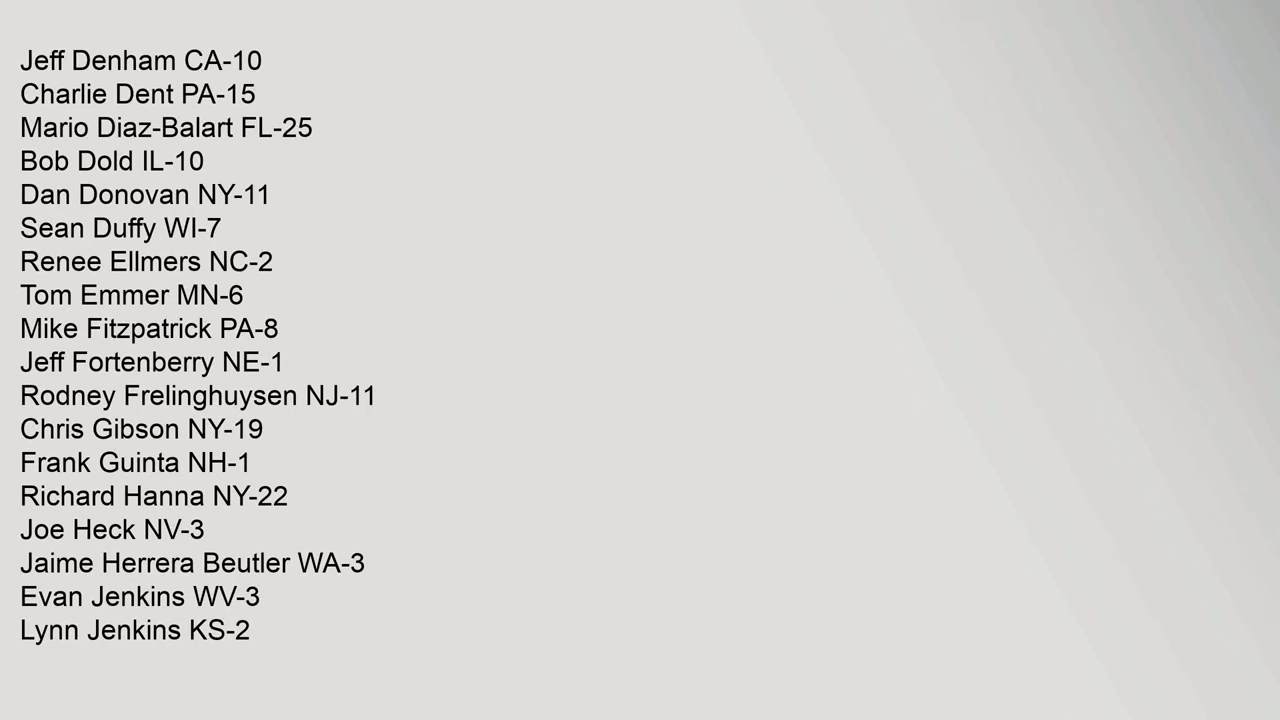 Jeff Denham CA-10
Charlie Dent PA-15
Mario Diaz-Balart FL-25
Bob Dold IL-10
Dan Donovan NY-11
Sean Duffy WI-7
Renee Ellmers NC-2
Tom Emmer MN-6
Mike Fitzpatrick PA-8
Jeff Fortenberry NE-1
Rodney Frelinghuysen NJ-11
Chris Gibson NY-19
Frank Guinta NH-1
Richard Hanna NY-22
Joe Heck NV-3
Jaime Herrera Beutler WA-3
Evan Jenkins WV-3
Lynn Jenkins KS-2